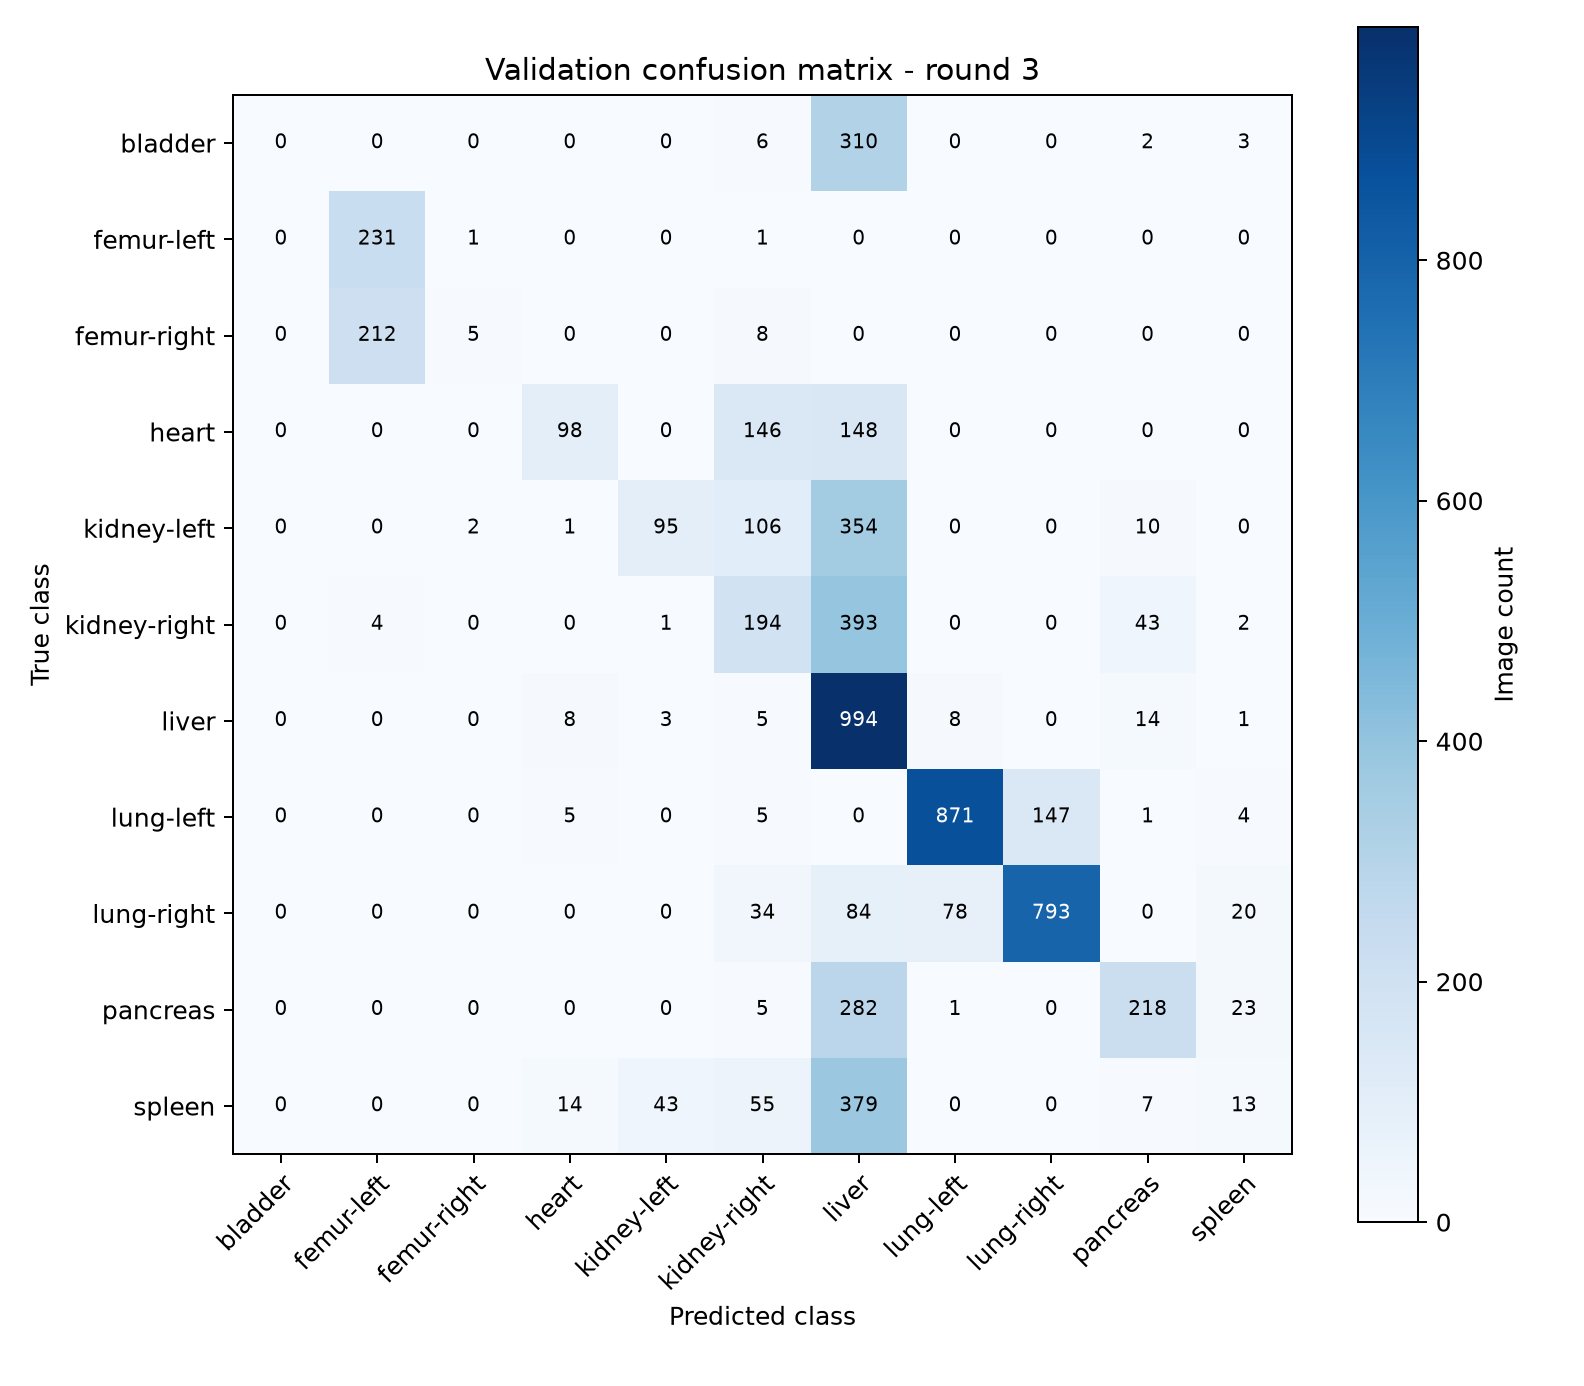 Validation confusion matrix - round 3
bladder 0 0 0 0 0 6 310 0 0 2 3
femur-left 0 231 1 0 0 1 0 0 0 0 0
femur-right 0 212 5 0 0 8 0 0 0 0 0
heart 0 0 0 98 0 146 148 0 0 0 0
kidney-left 0 0 2 1 95 106 354 0 0 10 0
kidney-right 0 4 0 0 1 194 393 0 0 43 2
liver 0 0 0 8 3 5 994 8 0 14 1
lung-left 0 0 0 5 0 5 0 871 147 1 4
lung-right 0 0 0 0 0 34 84 78 793 0 20
pancreas 0 0 0 0 0 5 282 1 0 218 23
spleen 0 0 0 14 43 55 379 0 0 7 13
bladder femur-left femur-right heart kidney-left kidney-right liver lung-left lung-right pancreas spleen
Predicted class
True class
800
600
400
200
0
Image count